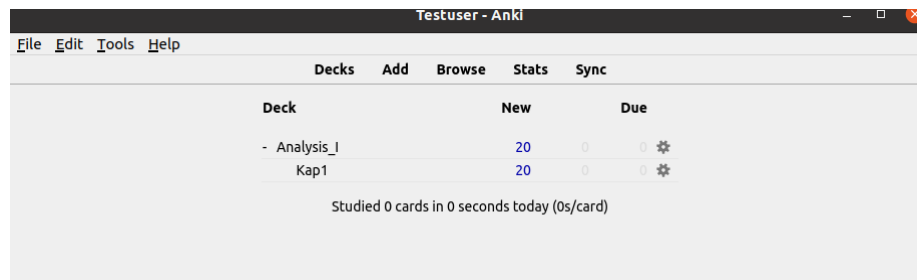 Testuser - Anki
File Edit Tools Help
Decks Add Browse Stats Sync
Deck New Due
- Analysis_I 20 0 0
Kap1 20 0 0
Studied 0 cards in 0 seconds today (0s/card)